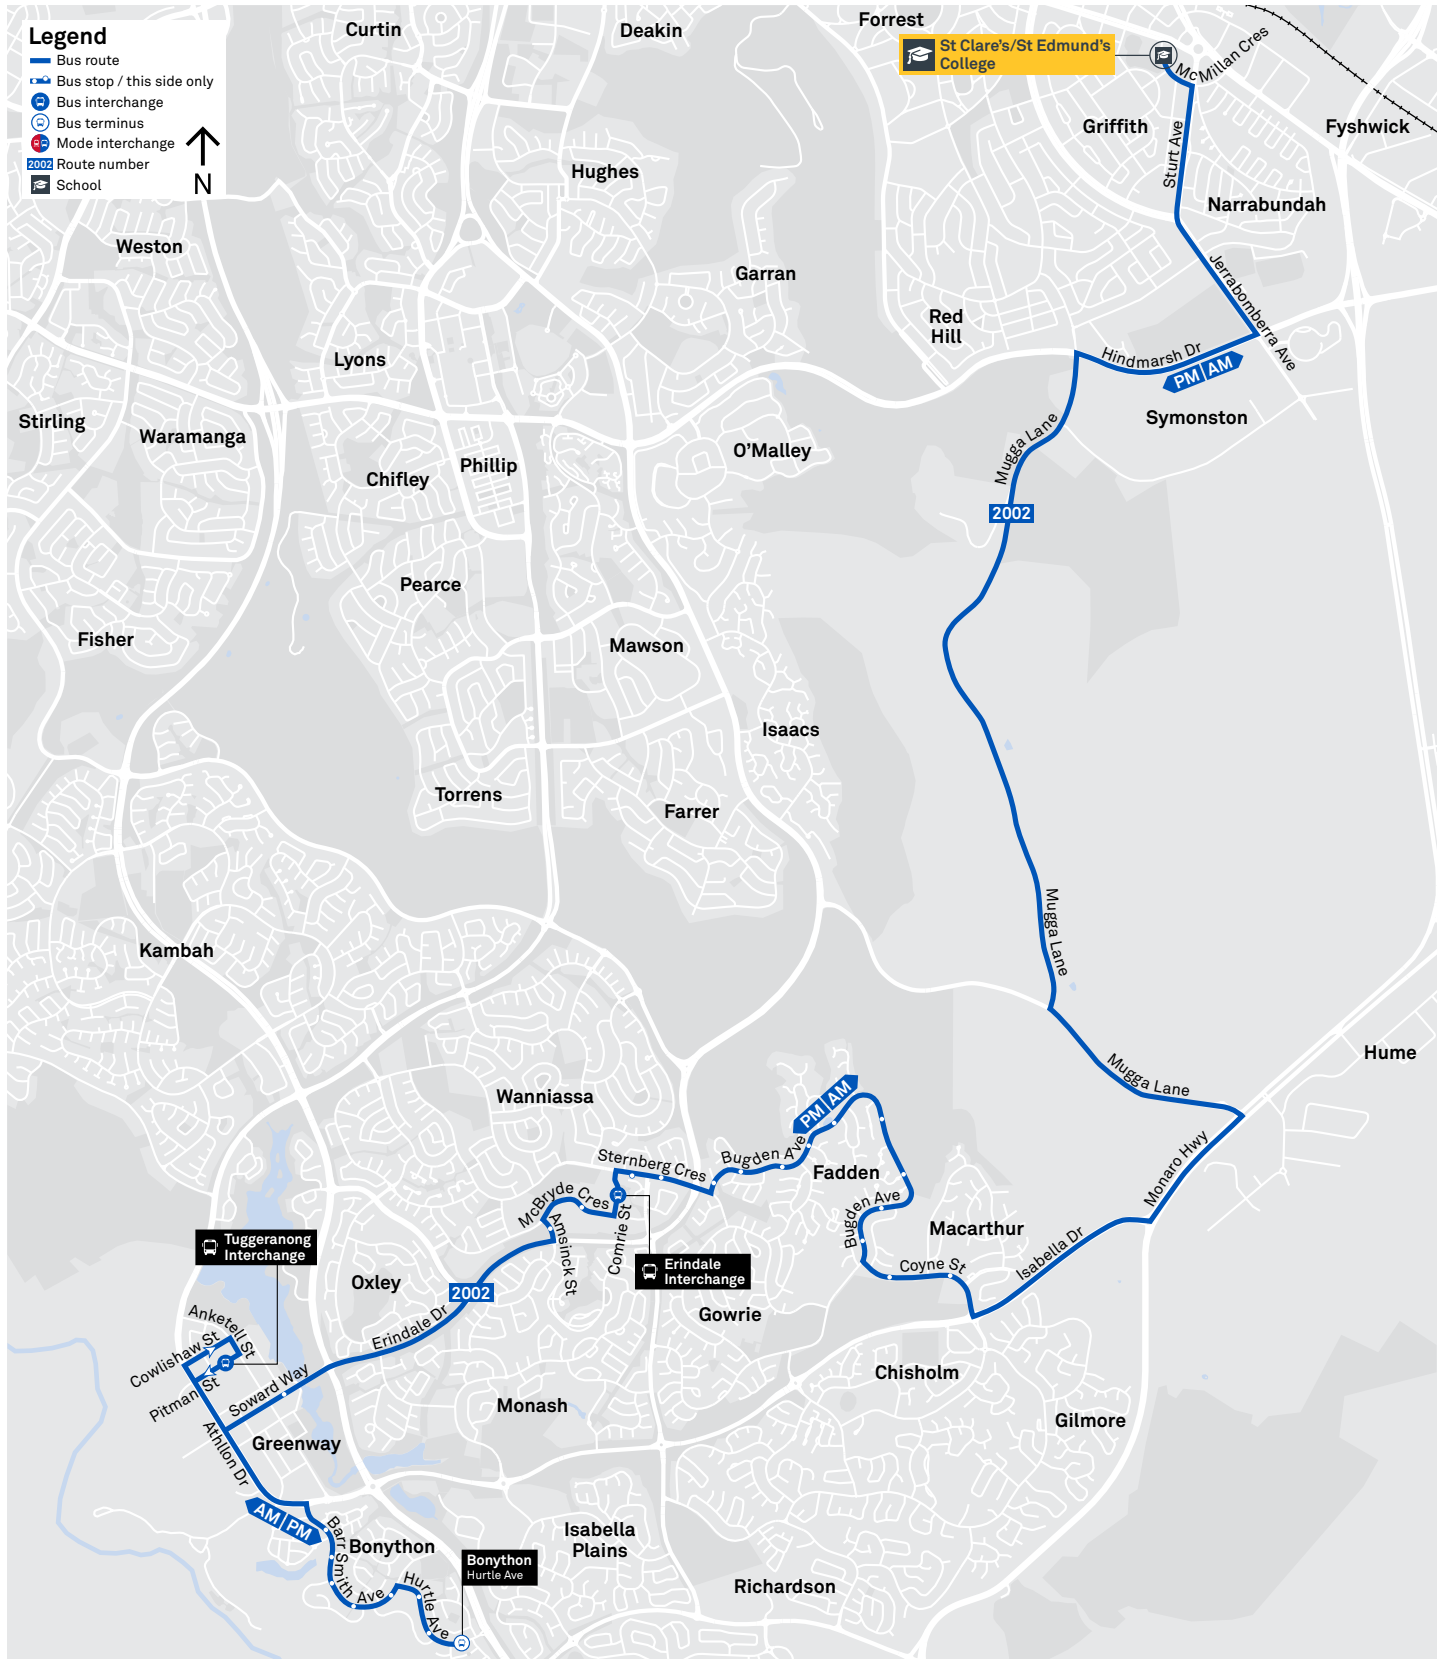 Legend
Bus route
Bus stop / this side only
Bus interchange
Bus terminus
Mode interchange
2002 Route number
School
N
Curtin
Deakin
Forrest
St Clare's/St Edmund's
College
McMillan Cres
Griffith
Fyshwick
Sturt Ave
Hughes
Narrabundah
Weston
Garran
Jerrabomberra Ave
Red
Hill
Lyons
Hindmarsh Dr
PM AM
Symonston
Stirling
Waramanga
Mugga Lane
O'Malley
Phillip
Chifley
2002
Pearce
Fisher
Mawson
Isaacs
Torrens
Farrer
Mugga Lane
Kambah
Hume
Mugga Lane
Wanniassa
PM AM
Bugden Ave
Sternberg Cres
Fadden
Monaro Hwy
McBryde Cres
Bugden Ave
Macarthur
Amsinck St
Comrie St
Tuggeranong
Interchange
Isabella Dr
Coyne St
Erindale
Interchange
Oxley
2002
Gowrie
Anketell St
Erindale Dr
Cowlishaw St
Chisholm
Pitman St
Soward Way
Monash
Gilmore
Athllon Dr
Greenway
AM PM
Barr Smith Ave
Bonython
Isabella
Plains
Bonython
Hurtle Ave
Hurtle Ave
Richardson